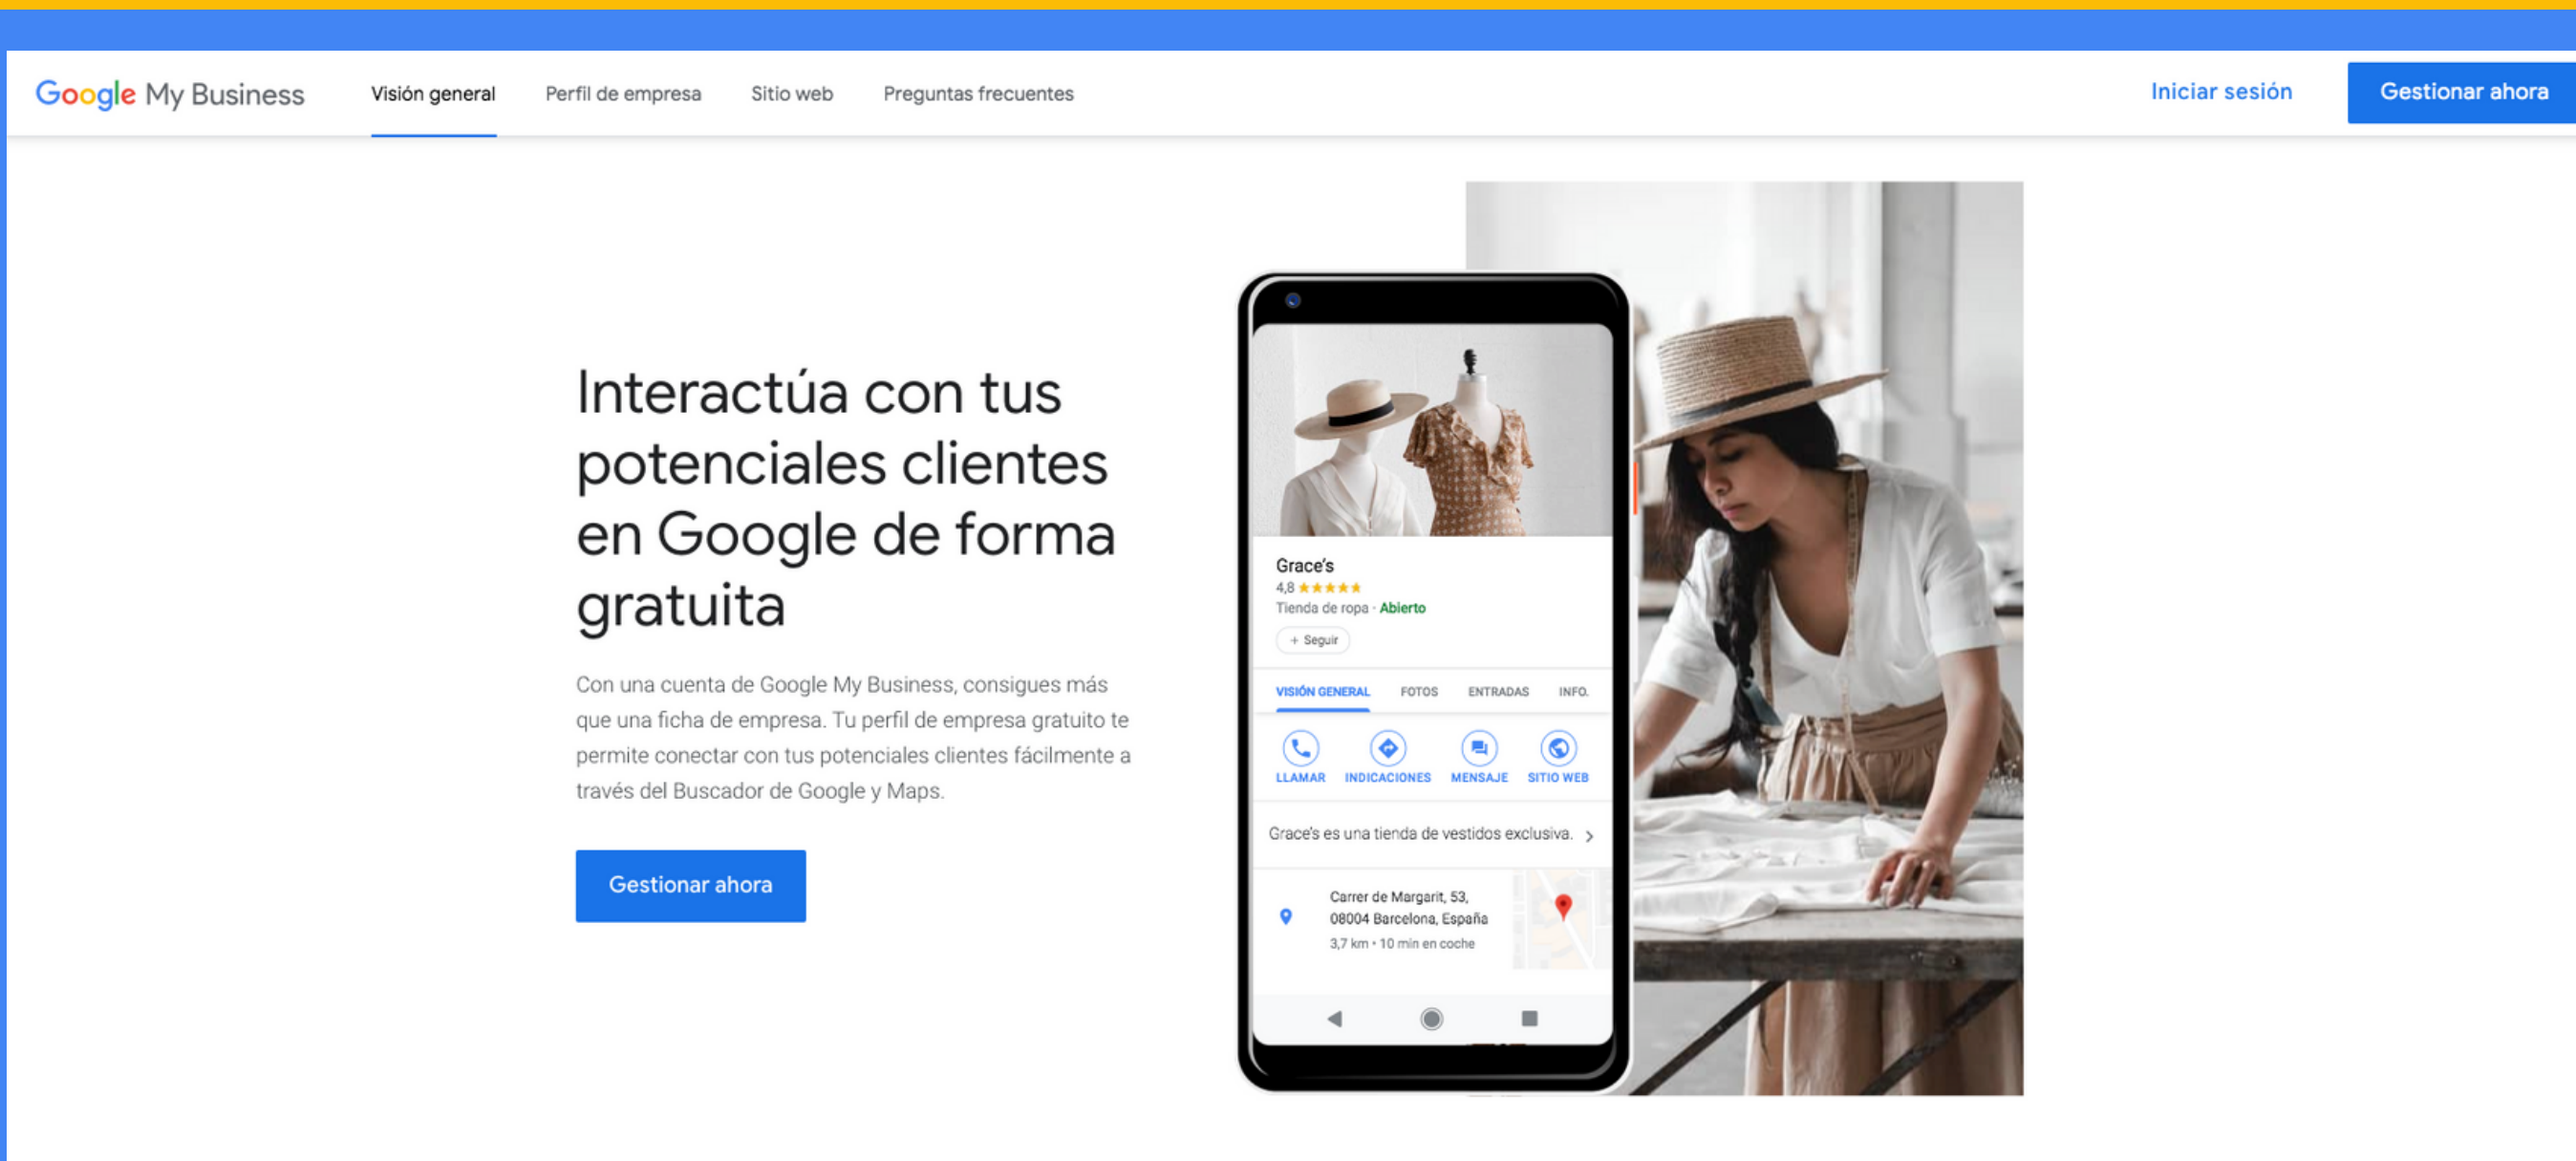 Google My Business
Visión general
Perfil de empresa
Sitio web
Preguntas frecuentes
Iniciar sesión
Gestionar ahora
Interactúa con tus
potenciales clientes
en Google de forma
gratuita
Con una cuenta de Google My Business, consigues más
que una ficha de empresa. Tu perfil de empresa gratuito te
permite conectar con tus potenciales clientes fácilmente a
través del Buscador de Google y Maps.
Gestionar ahora
Grace's
4,8
Tienda de ropa · Abierto
+ Seguir
VISIÓN GENERAL
FOTOS
ENTRADAS
INFO.
LLAMAR
INDICACIONES
MENSAJE
SITIO WEB
Grace's es una tienda de vestidos exclusiva.
Carrer de Margarit, 53,
08004 Barcelona, España
3,7 km • 10 min en coche